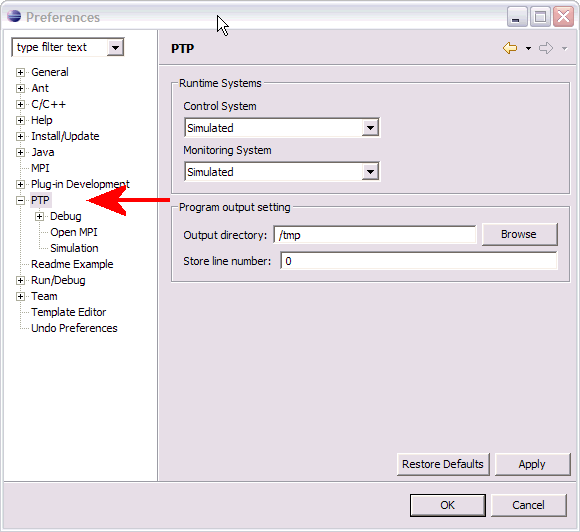 Preferences
type filter text
General
Ant
C/C++
Help
Install/Update
Java
MPI
Plug-in Development
PTP
Debug
Open MPI
Simulation
Readme Example
Run/Debug
Team
Template Editor
Undo Preferences
PTP
Runtime Systems
Control System
Simulated
Monitoring System
Simulated
Program output setting
Output directory: /tmp Browse
Store line number: 0
Restore Defaults Apply
OK Cancel